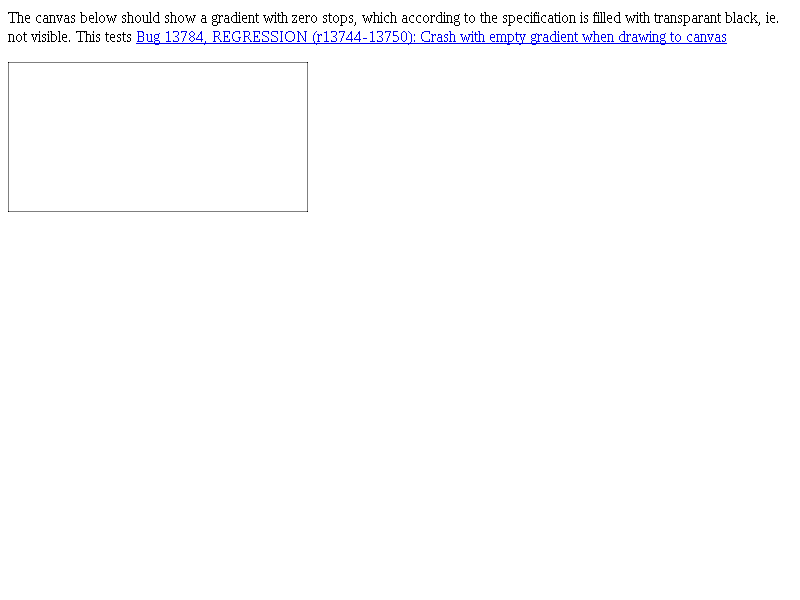 The canvas below should show a gradient with zero stops, which according to the specification is filled with transparant black, ie.
not visible. This tests Bug 13784, REGRESSION (r13744-13750): Crash with empty gradient when drawing to canvas